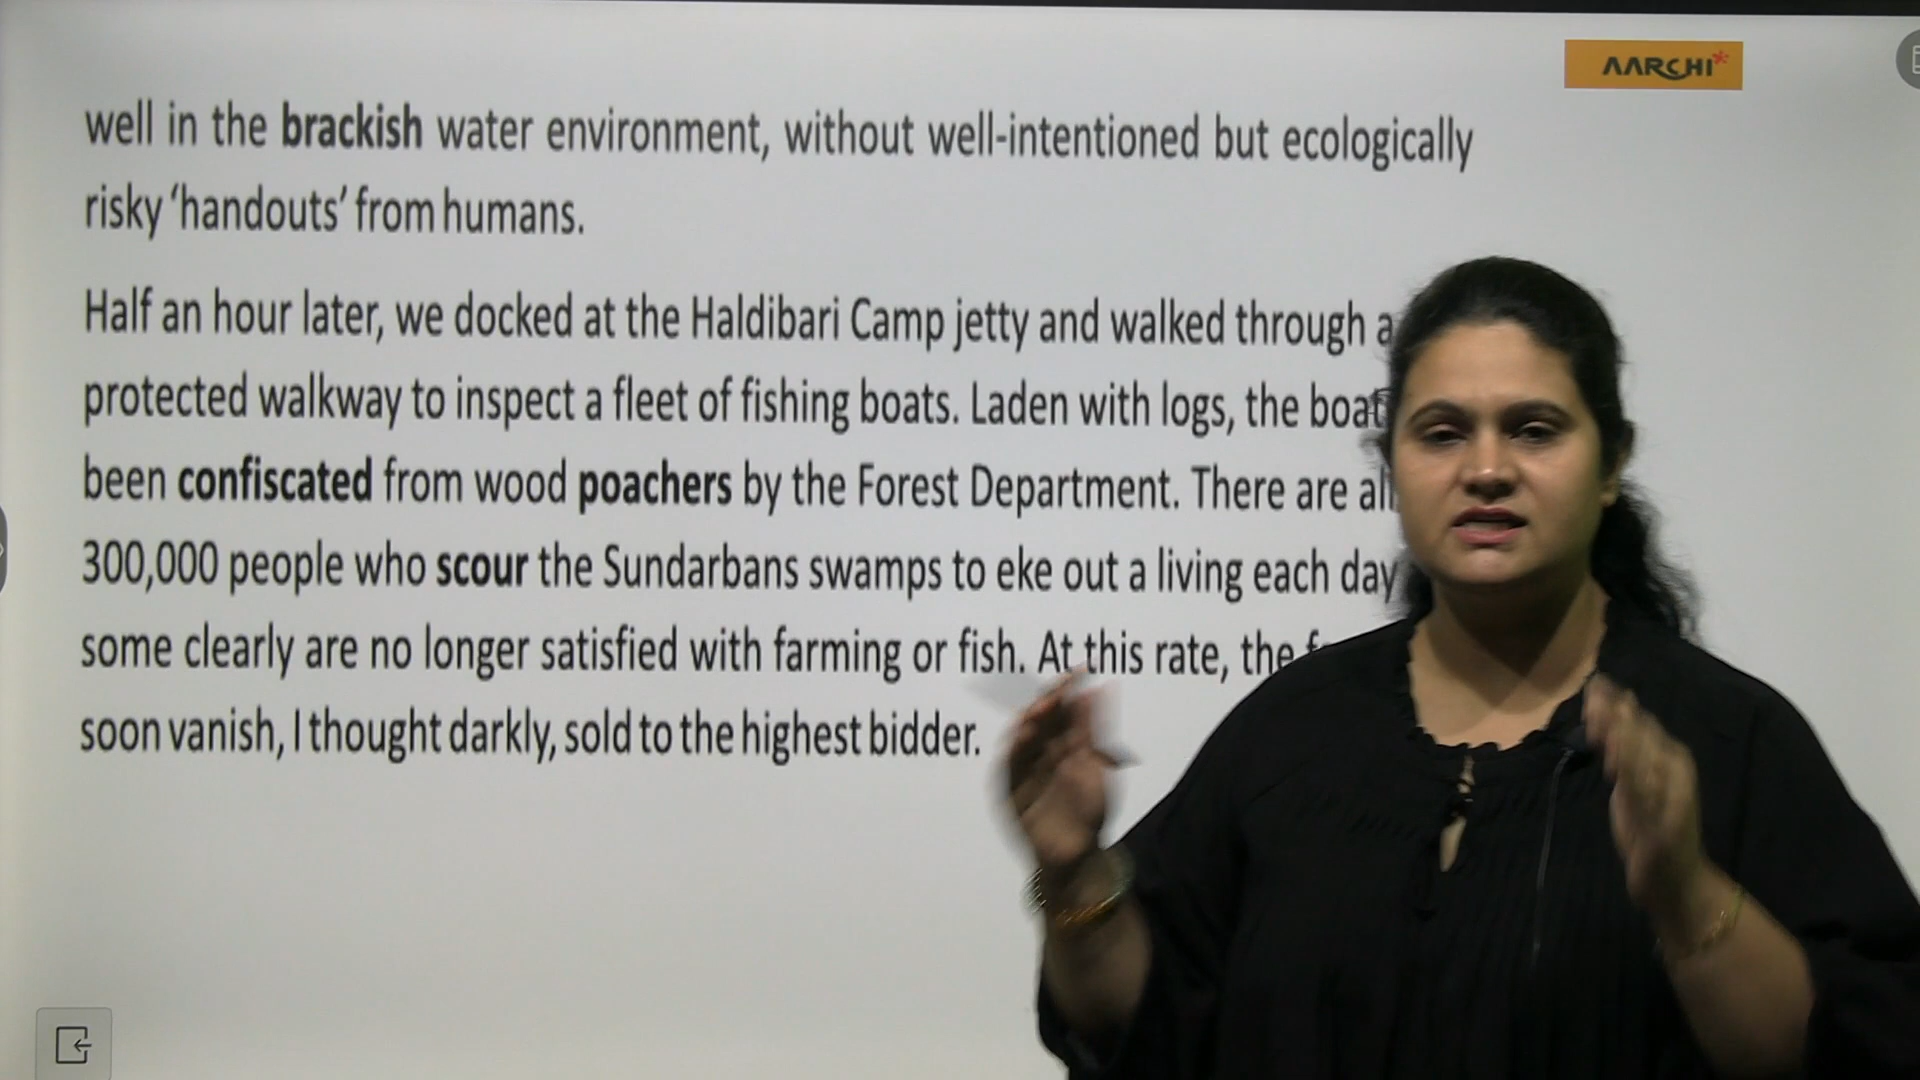 AARCHI
well in the brackish water environment, without well-intentioned but ecologically
risky ‘handouts’ from humans.
Half an hour later, we docked at the Haldibari Camp jetty and walked through a
protected walkway to inspect a fleet of fishing boats. Laden with logs, the
been confiscated from wood poachers by the Forest Department. There are
300,000 people who scour the Sundarbans swamps to eke out a living each day
some clearly are no longer satisfied with farming or fish. At this rate, the
soon vanish, I thought darkly, sold to the highest bidder.